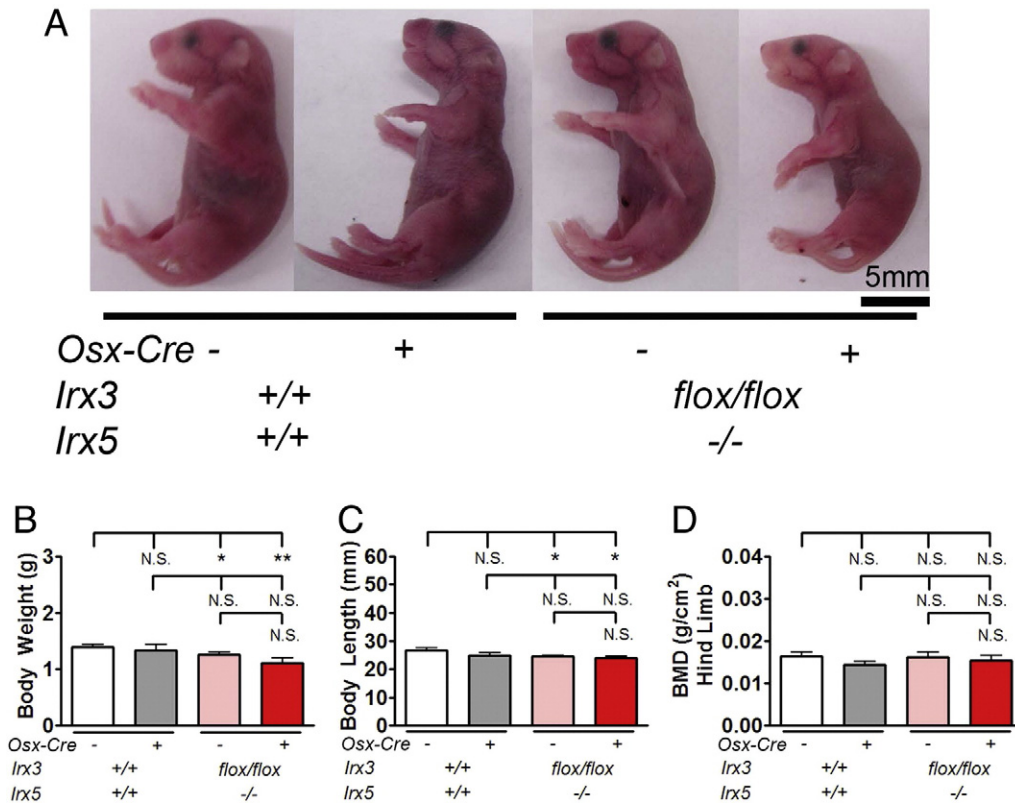 A
5mm
Osx-Cre - + - +
Irx3 +/+ flox/flox
Irx5 +/+ -/-
B
N.S. * **
N.S. N.S.
N.S.
Body Weight (g)
3
2
1
0
Osx-Cre - + - +
Irx3 +/+ flox/flox
Irx5 +/+ -/-
C
N.S. * *
N.S. N.S.
N.S.
Body Length (mm)
60
50
40
30
20
10
0
Osx-Cre - + - +
Irx3 +/+ flox/flox
Irx5 +/+ -/-
D
N.S. N.S. N.S.
N.S. N.S.
N.S.
BMD (g/cm²)
Hind Limb
0.04
0.03
0.02
0.01
0.00
Osx-Cre - + - +
Irx3 +/+ flox/flox
Irx5 +/+ -/-